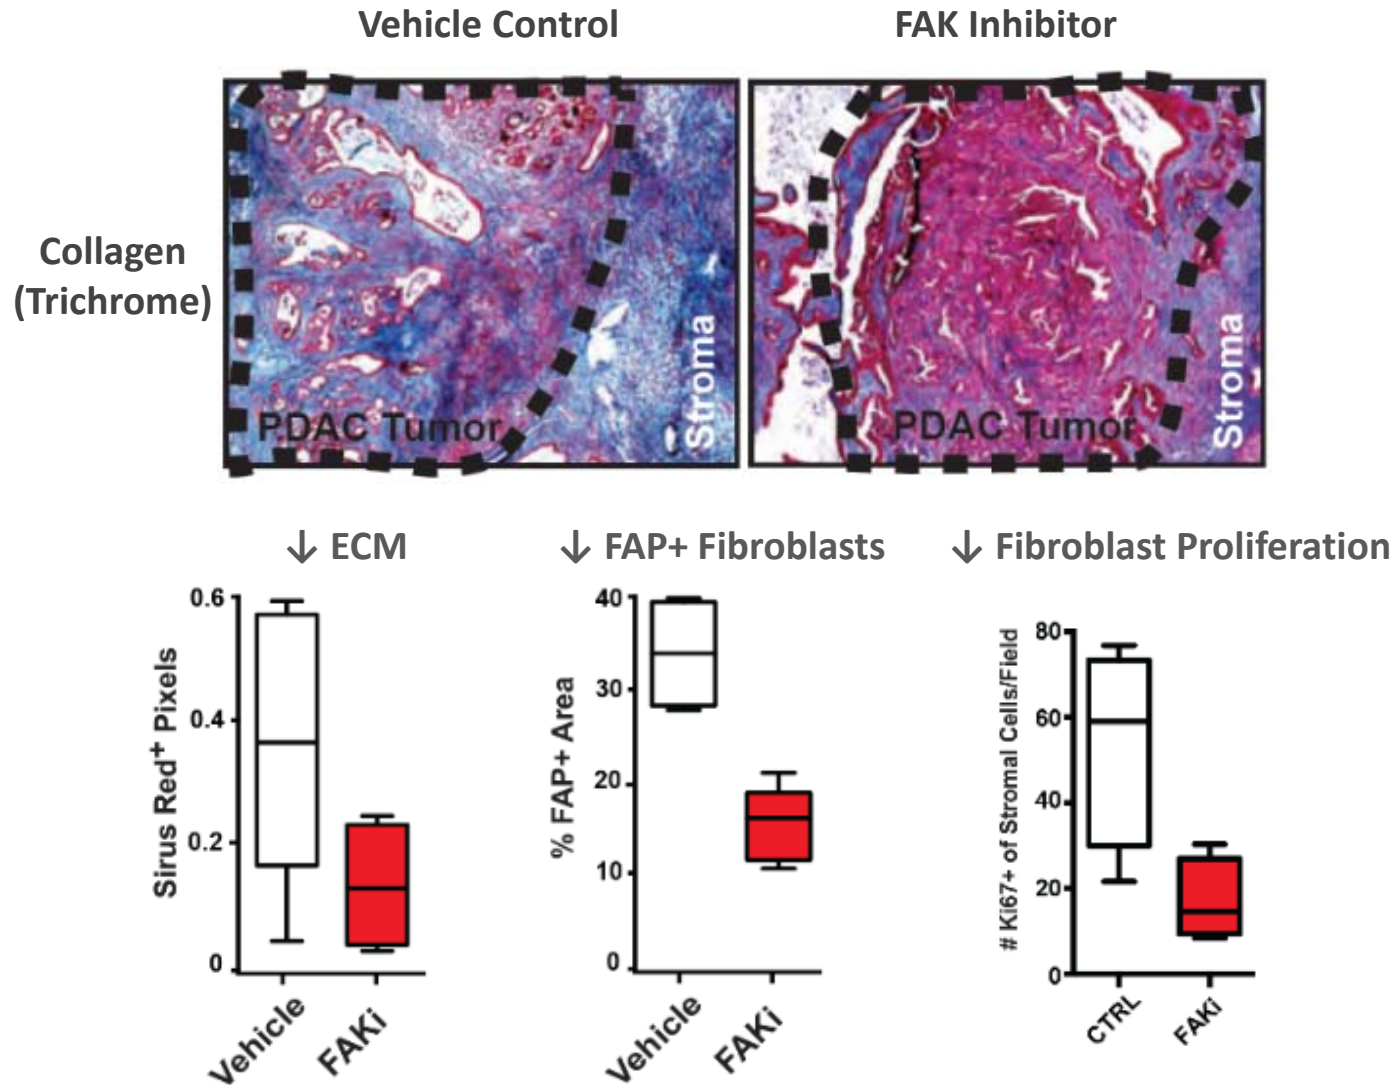 Vehicle Control
FAK Inhibitor
Collagen
(Trichrome)
PDAC Tumor
Stroma
PDAC Tumor
Stroma
↓ ECM
↓ FAP+ Fibroblasts
↓ Fibroblast Proliferation
Sirus Red+ Pixels
0.6
0.4
0.2
0
Vehicle
FAKi
% FAP+ Area
40
30
20
10
0
Vehicle
FAKi
# Ki67+ of Stromal Cells/Field
80
60
40
20
0
CTRL
FAKi